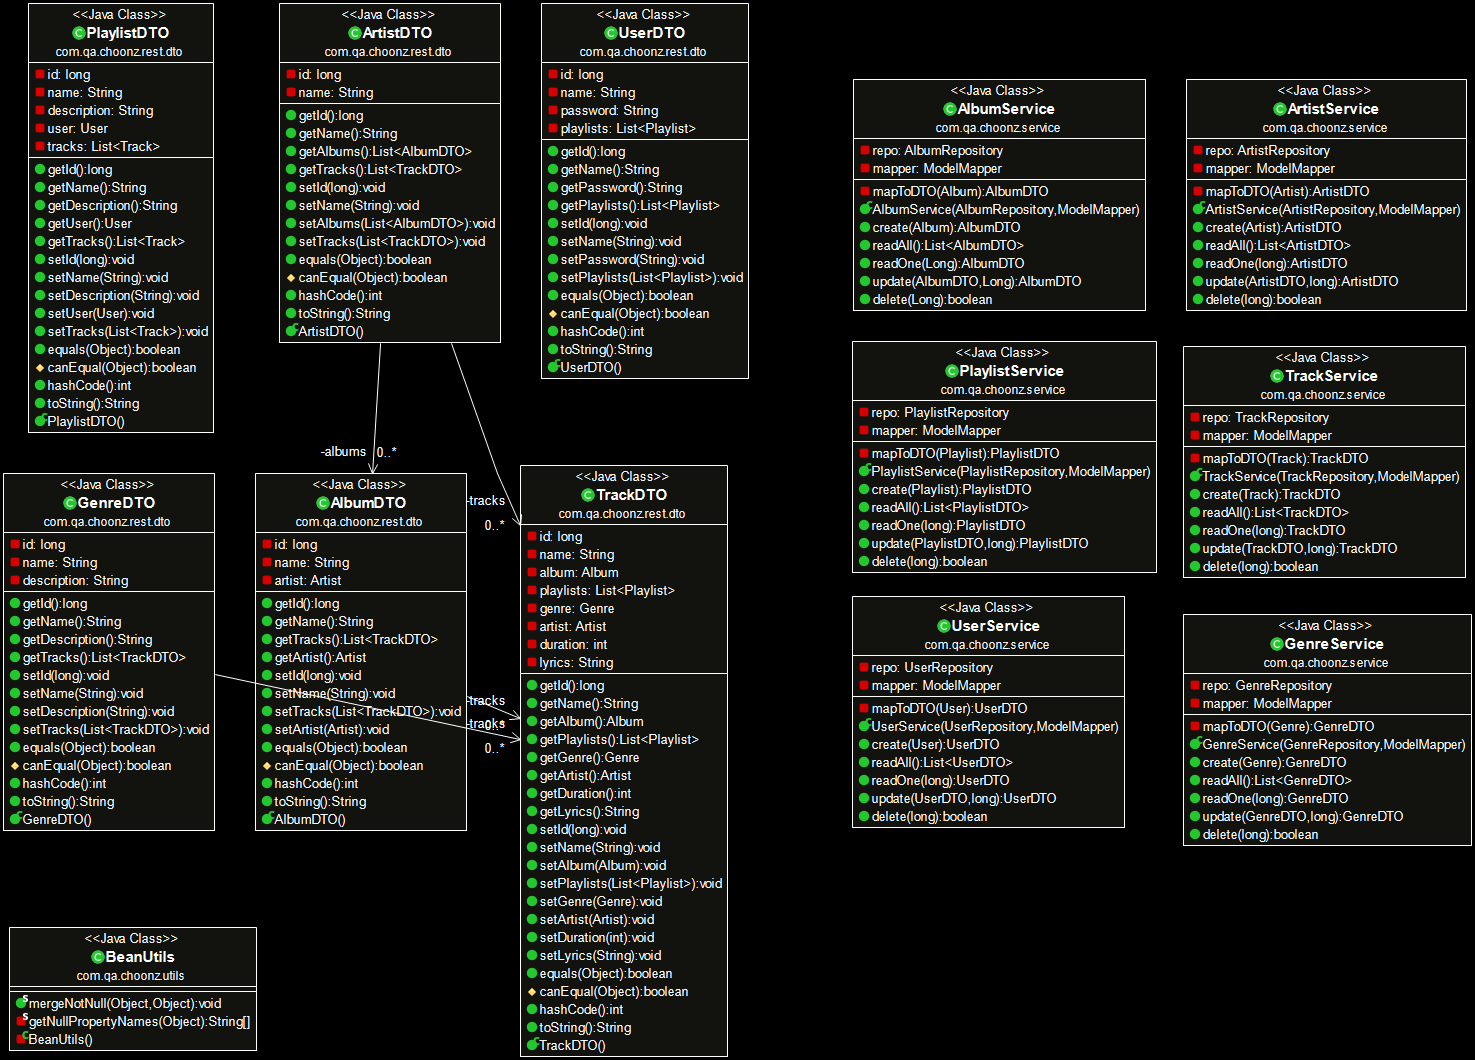 <<Java Class>>
PlaylistDTO
com.qa.choonz.rest.dto
id: long
name: String
description: String
user: User
tracks: List<Track>
getId():long
getName():String
getDescription():String
getUser():User
getTracks():List<Track>
setId(long):void
setName(String):void
setDescription(String):void
setUser(User):void
setTracks(List<Track>):void
equals(Object):boolean
canEqual(Object):boolean
hashCode():int
toString():String
PlaylistDTO()
<<Java Class>>
ArtistDTO
com.qa.choonz.rest.dto
id: long
name: String
getId():long
getName():String
getAlbums():List<AlbumDTO>
getTracks():List<TrackDTO>
setId(long):void
setName(String):void
setAlbums(List<AlbumDTO>):void
setTracks(List<TrackDTO>):void
equals(Object):boolean
canEqual(Object):boolean
hashCode():int
toString():String
ArtistDTO()
<<Java Class>>
UserDTO
com.qa.choonz.rest.dto
id: long
name: String
password: String
playlists: List<Playlist>
getId():long
getName():String
getPassword():String
getPlaylists():List<Playlist>
setId(long):void
setName(String):void
setPassword(String):void
setPlaylists(List<Playlist>):void
equals(Object):boolean
canEqual(Object):boolean
hashCode():int
toString():String
UserDTO()
-albums 0..*
-tracks
0..*
<<Java Class>>
GenreDTO
com.qa.choonz.rest.dto
id: long
name: String
description: String
getId():long
getName():String
getDescription():String
getTracks():List<TrackDTO>
setId(long):void
setName(String):void
setDescription(String):void
setTracks(List<TrackDTO>):void
equals(Object):boolean
canEqual(Object):boolean
hashCode():int
toString():String
GenreDTO()
<<Java Class>>
AlbumDTO
com.qa.choonz.rest.dto
id: long
name: String
artist: Artist
getId():long
getName():String
getTracks():List<TrackDTO>
getArtist():Artist
setId(long):void
setName(String):void
setTracks(List<TrackDTO>):void
setArtist(Artist):void
equals(Object):boolean
canEqual(Object):boolean
hashCode():int
toString():String
AlbumDTO()
-tracks
0..*
-tracks
0..*
<<Java Class>>
TrackDTO
com.qa.choonz.rest.dto
id: long
name: String
album: Album
playlists: List<Playlist>
genre: Genre
artist: Artist
duration: int
lyrics: String
getId():long
getName():String
getAlbum():Album
getPlaylists():List<Playlist>
getGenre():Genre
getArtist():Artist
getDuration():int
getLyrics():String
setId(long):void
setName(String):void
setAlbum(Album):void
setPlaylists(List<Playlist>):void
setGenre(Genre):void
setArtist(Artist):void
setDuration(int):void
setLyrics(String):void
equals(Object):boolean
canEqual(Object):boolean
hashCode():int
toString():String
TrackDTO()
<<Java Class>>
BeanUtils
com.qa.choonz.utils
mergeNotNull(Object,Object):void
getNullPropertyNames(Object):String[]
BeanUtils()
<<Java Class>>
AlbumService
com.qa.choonz.service
repo: AlbumRepository
mapper: ModelMapper
mapToDTO(Album):AlbumDTO
AlbumService(AlbumRepository,ModelMapper)
create(Album):AlbumDTO
readAll():List<AlbumDTO>
readOne(Long):AlbumDTO
update(AlbumDTO,Long):AlbumDTO
delete(Long):boolean
<<Java Class>>
ArtistService
com.qa.choonz.service
repo: ArtistRepository
mapper: ModelMapper
mapToDTO(Artist):ArtistDTO
ArtistService(ArtistRepository,ModelMapper)
create(Artist):ArtistDTO
readAll():List<ArtistDTO>
readOne(long):ArtistDTO
update(ArtistDTO,long):ArtistDTO
delete(long):boolean
<<Java Class>>
PlaylistService
com.qa.choonz.service
repo: PlaylistRepository
mapper: ModelMapper
mapToDTO(Playlist):PlaylistDTO
PlaylistService(PlaylistRepository,ModelMapper)
create(Playlist):PlaylistDTO
readAll():List<PlaylistDTO>
readOne(long):PlaylistDTO
update(PlaylistDTO,long):PlaylistDTO
delete(long):boolean
<<Java Class>>
TrackService
com.qa.choonz.service
repo: TrackRepository
mapper: ModelMapper
mapToDTO(Track):TrackDTO
TrackService(TrackRepository,ModelMapper)
create(Track):TrackDTO
readAll():List<TrackDTO>
readOne(long):TrackDTO
update(TrackDTO,long):TrackDTO
delete(long):boolean
<<Java Class>>
UserService
com.qa.choonz.service
repo: UserRepository
mapper: ModelMapper
mapToDTO(User):UserDTO
UserService(UserRepository,ModelMapper)
create(User):UserDTO
readAll():List<UserDTO>
readOne(long):UserDTO
update(UserDTO,long):UserDTO
delete(long):boolean
<<Java Class>>
GenreService
com.qa.choonz.service
repo: GenreRepository
mapper: ModelMapper
mapToDTO(Genre):GenreDTO
GenreService(GenreRepository,ModelMapper)
create(Genre):GenreDTO
readAll():List<GenreDTO>
readOne(long):GenreDTO
update(GenreDTO,long):GenreDTO
delete(long):boolean